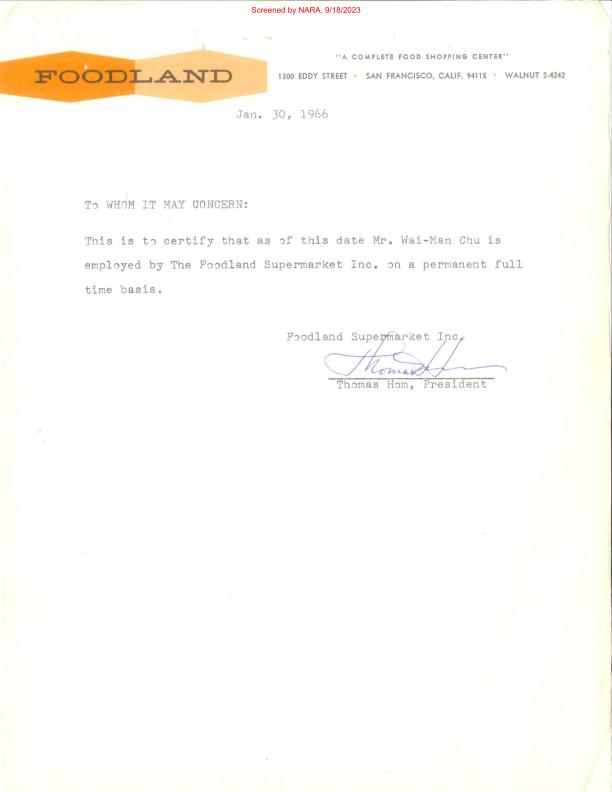 Screened by NARA, 9/18/2023
"A COMPLETE FOOD SHOPPING CENTER"
FOODLAND
1300 EDDY STREET • SAN FRANCISCO, CALIF. 94115 • WALNUT 2-4242
Jan. 30, 1966
To WHOM IT MAY CONCERN:
This is to certify that as of this date Mr. Wai-Man Chu is
employed by The Foodland Supermarket Inc. on a permanent full
time basis.
Foodland Supermarket Inc.
Thomas Hom
Thomas Hom, President